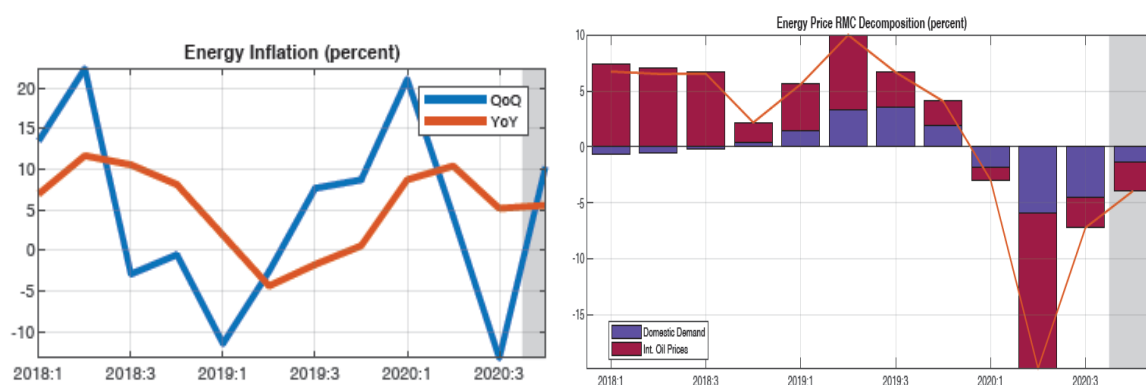 Energy Inflation (percent)
20
15
10
5
0
-5
-10
2018:1 2018:3 2019:1 2019:3 2020:1 2020:3
QoQ
YoY
Energy Price RMC Decomposition (percent)
10
5
0
-5
-10
-15
2018:1 2018:3 2019:1 2019:3 2020:1 2020:3
Domestic Demand
Int. Oil Prices